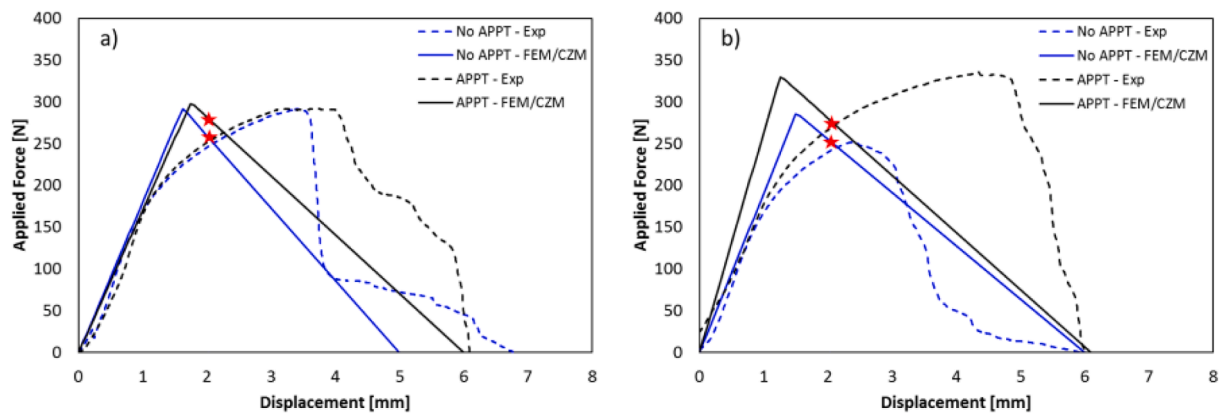 a)
No APPT - Exp
No APPT - FEM/CZM
APPT - Exp
APPT - FEM/CZM
400
350
300
250
200
150
100
50
0
Applied Force [N]
0 1 2 3 4 5 6 7 8
Displacement [mm]
b)
No APPT - Exp
No APPT - FEM/CZM
APPT - Exp
APPT - FEM/CZM
400
350
300
250
200
150
100
50
0
Applied Force [N]
0 1 2 3 4 5 6 7 8
Displacement [mm]